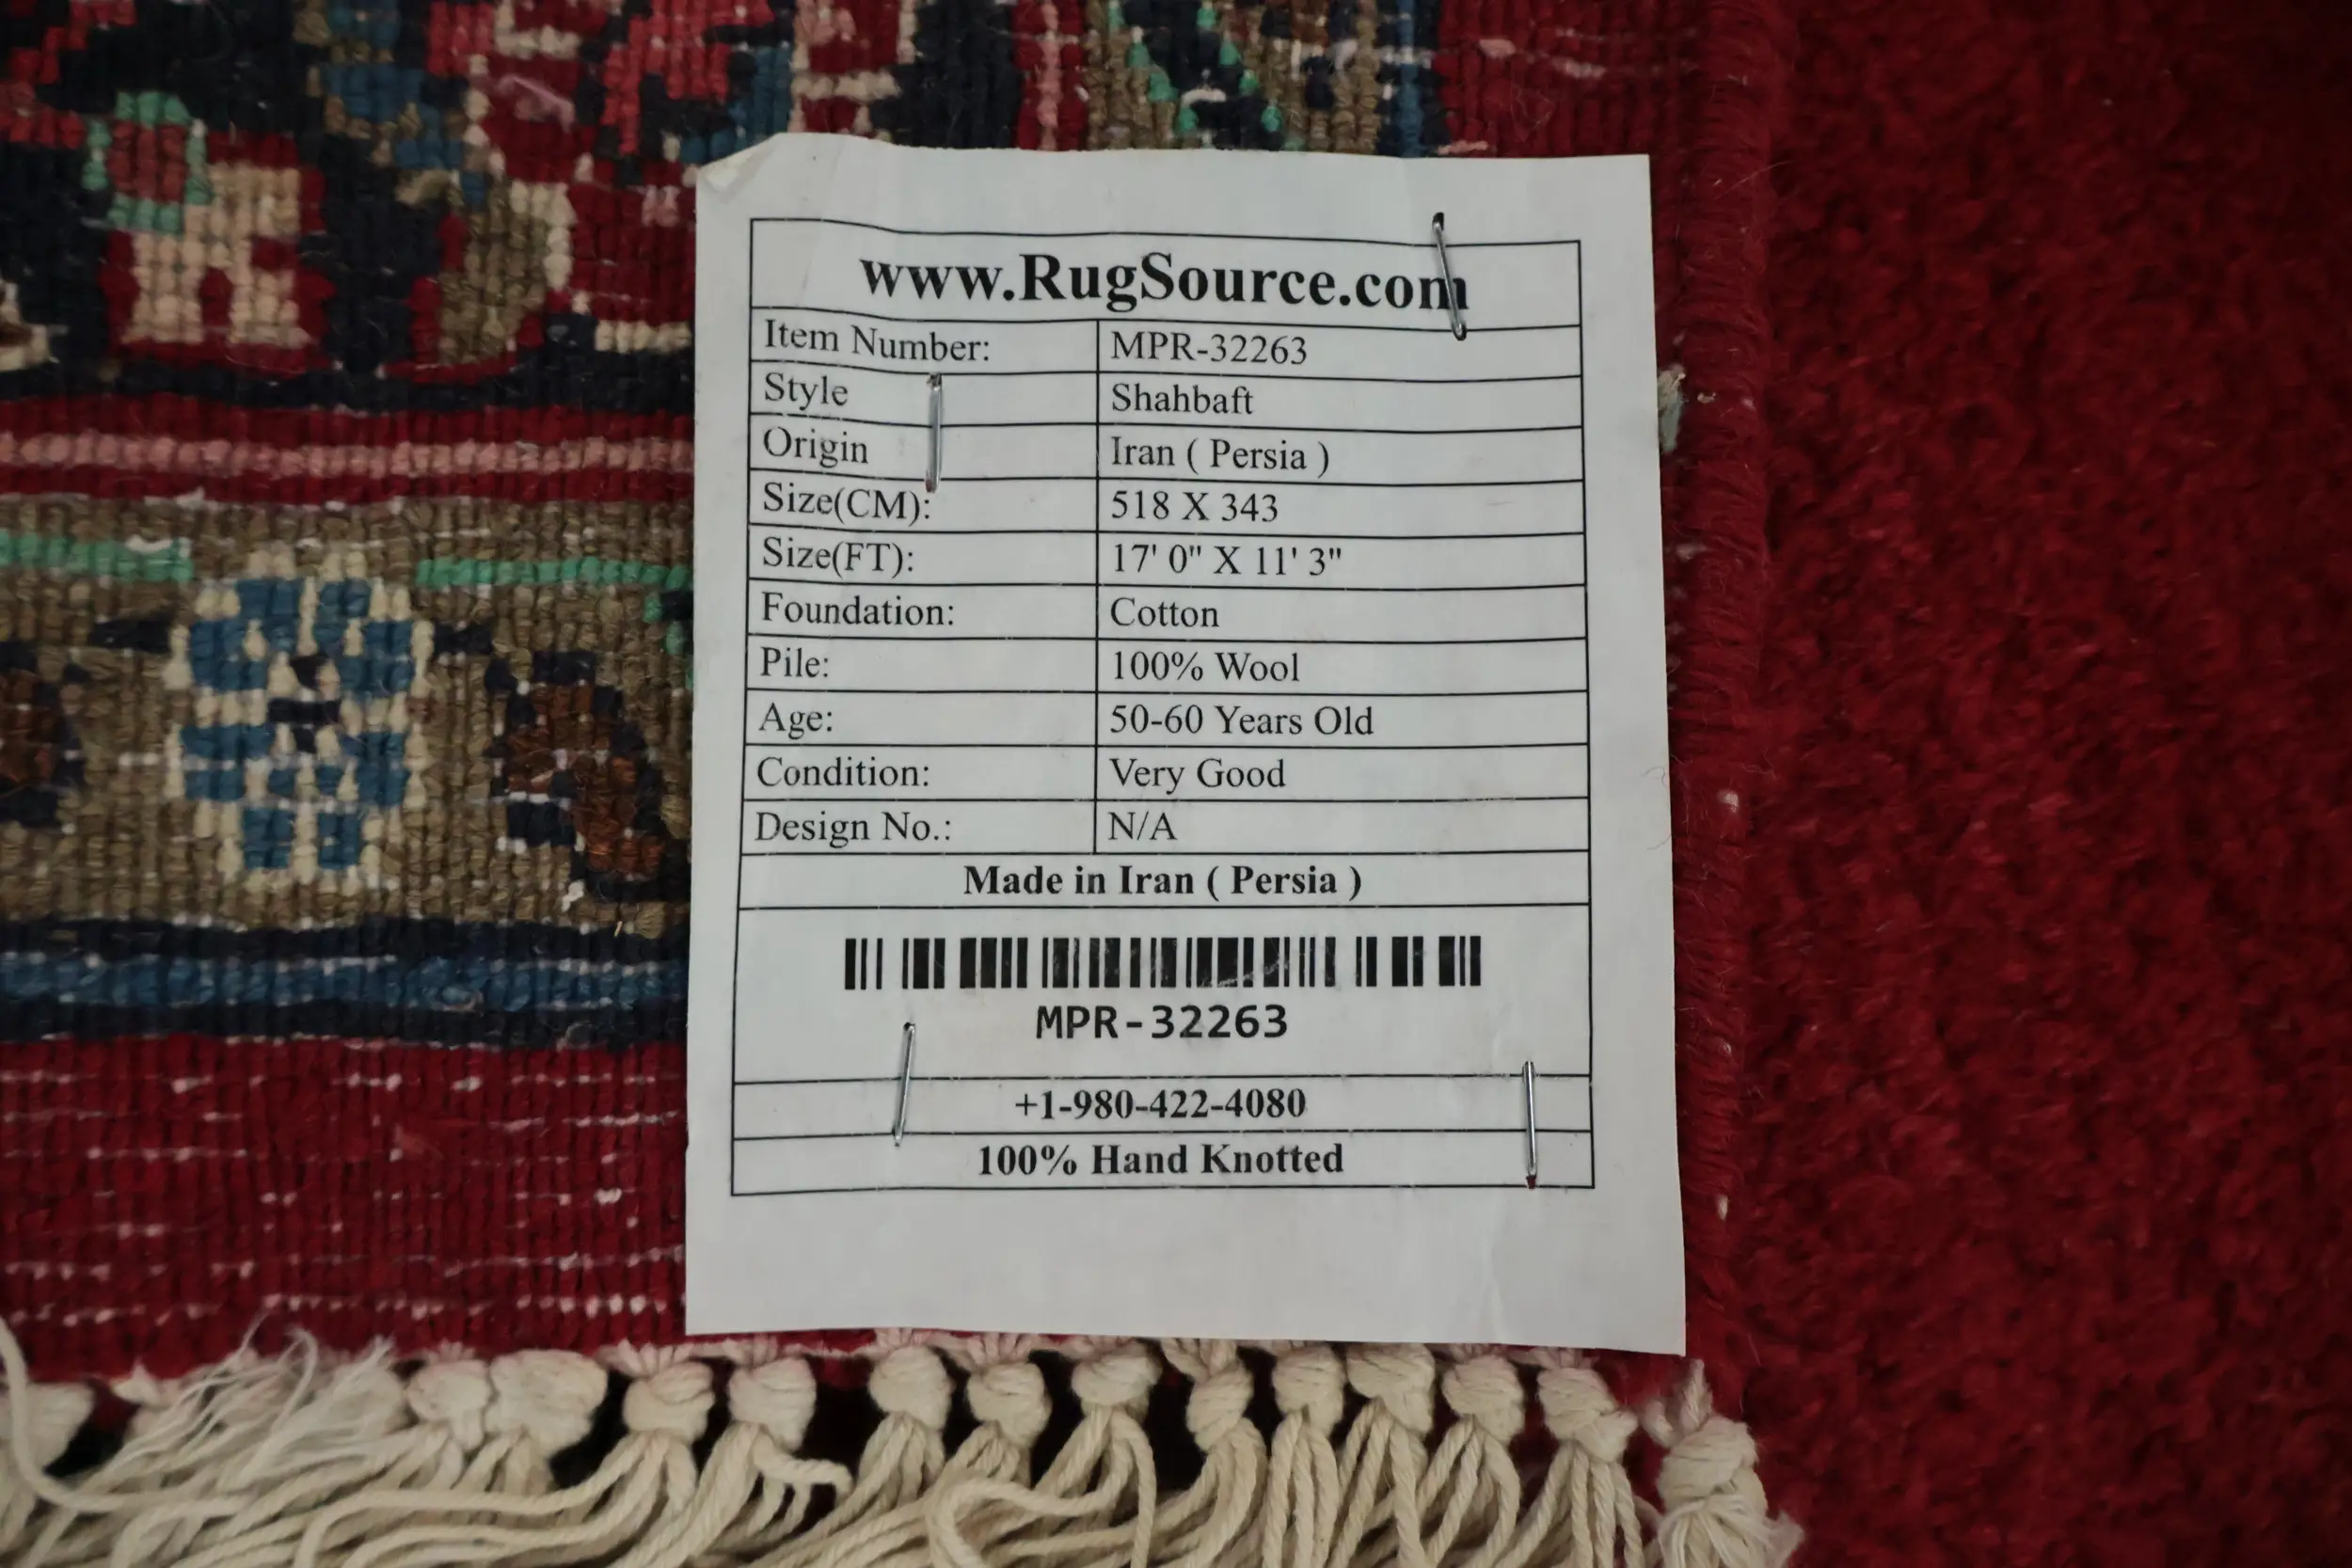 www.RugSource.com
Item Number: MPR-32263
Style Shahbaft
Origin Iran ( Persia )
Size(CM): 518 X 343
Size(FT): 17' 0" X 11' 3"
Foundation: Cotton
Pile: 100% Wool
Age: 50-60 Years Old
Condition: Very Good
Design No.: N/A
Made in Iran ( Persia )
MPR-32263
+1-980-422-4080
100% Hand Knotted